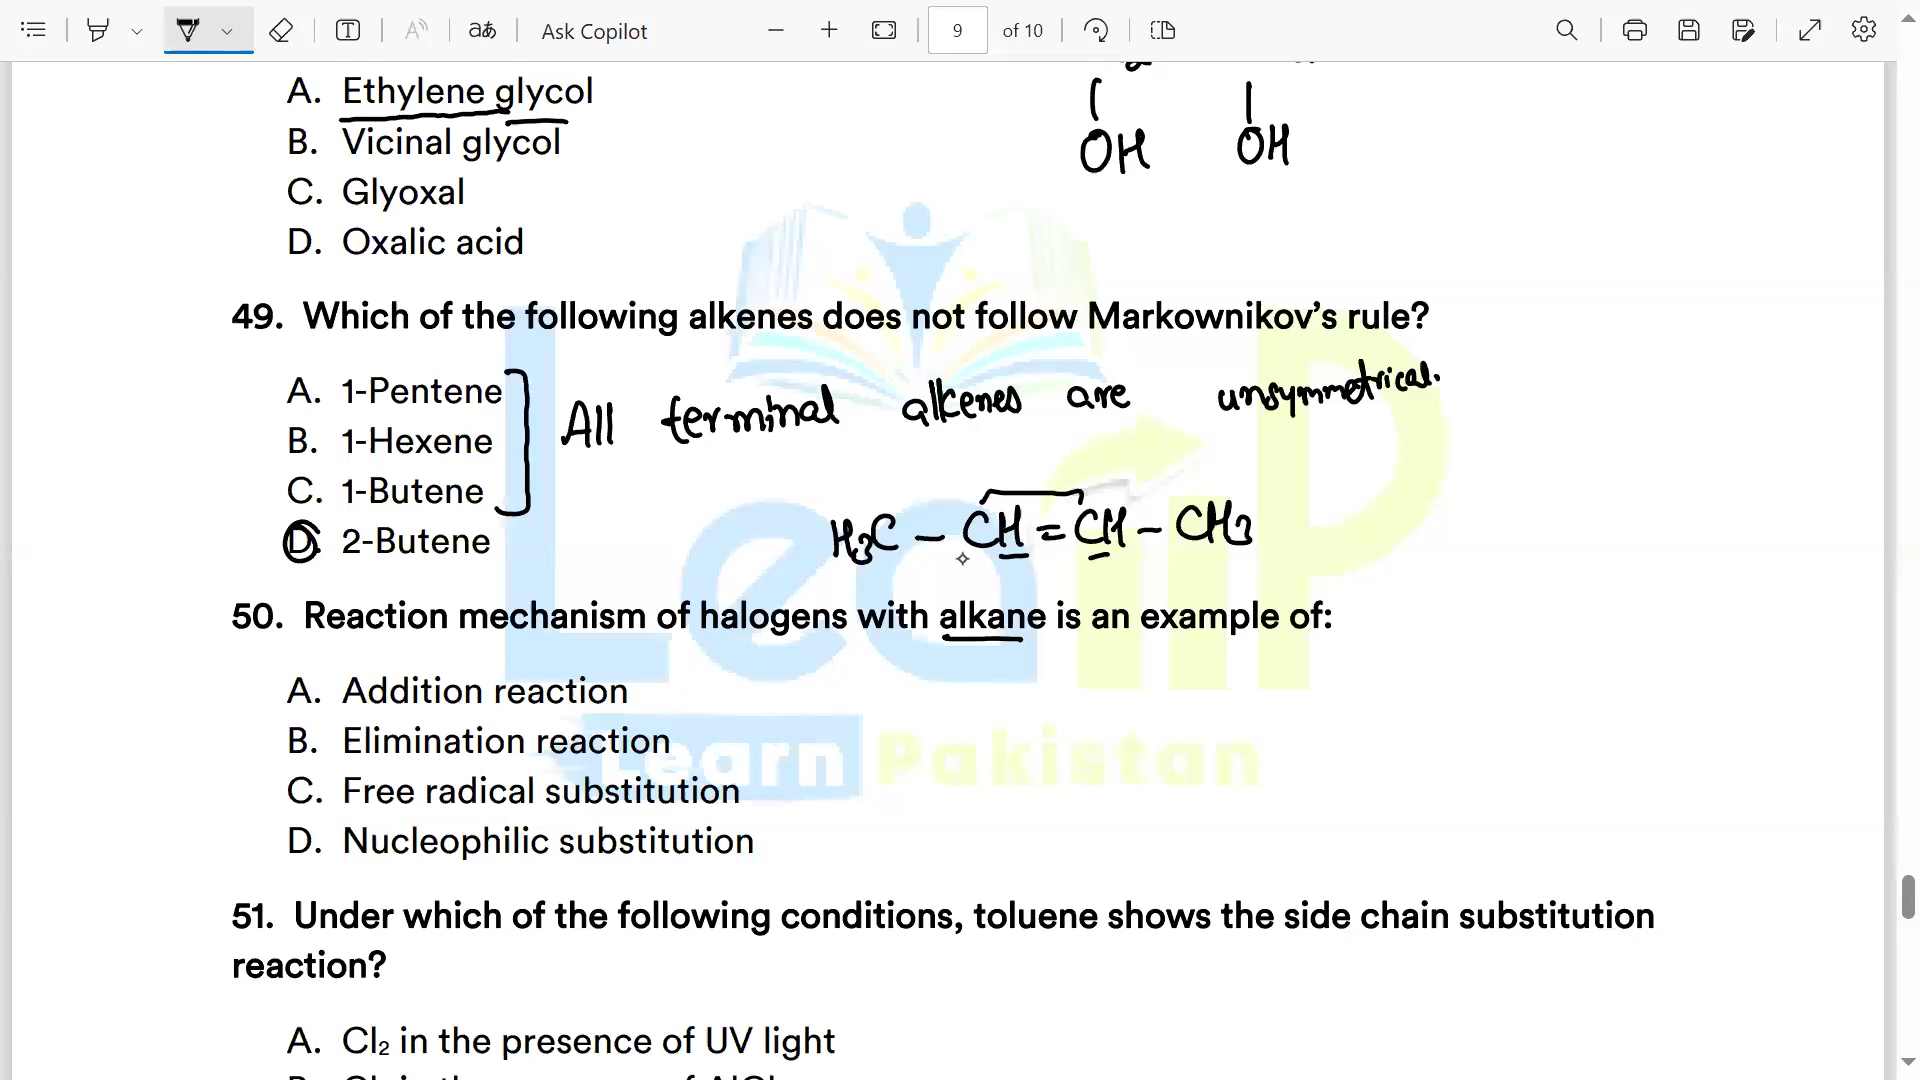 Ask Copilot
9 of 10
A. Ethylene glycol
OH OH
B. Vicinal glycol
C. Glyoxal
D. Oxalic acid
49. Which of the following alkenes does not follow Markownikov’s rule?
A. 1-Pentene
B. 1-Hexene
C. 1-Butene
D. 2-Butene
All terminal alkenes are unsymmetrical.
H₃C – CH = CH – CH₃
50. Reaction mechanism of halogens with alkane is an example of:
A. Addition reaction
B. Elimination reaction
C. Free radical substitution
D. Nucleophilic substitution
Learn Pakistan
51. Under which of the following conditions, toluene shows the side chain substitution
reaction?
A. Cl₂ in the presence of UV light